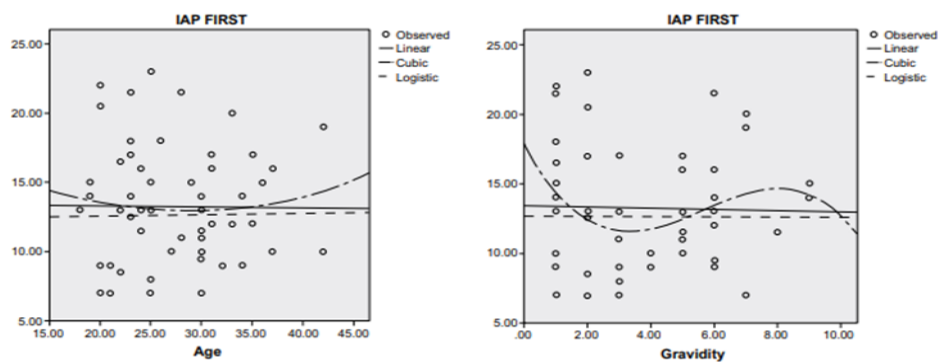 IAP FIRST
25.00
20.00
15.00
10.00
5.00
15.00 20.00 25.00 30.00 35.00 40.00 45.00
Age
Observed
Linear
Cubic
Logistic
IAP FIRST
25.00
20.00
15.00
10.00
5.00
.00 2.00 4.00 6.00 8.00 10.00
Gravidity
Observed
Linear
Cubic
Logistic